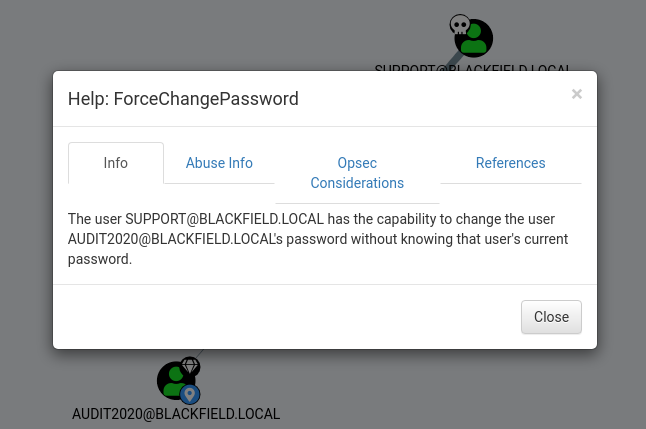 SUPPORT@BLACKFIELD.LOCAL
Help: ForceChangePassword
×
Info
Abuse Info
Opsec
Considerations
References
The user SUPPORT@BLACKFIELD.LOCAL has the capability to change the user
AUDIT2020@BLACKFIELD.LOCAL's password without knowing that user's current
password.
Close
AUDIT2020@BLACKFIELD.LOCAL